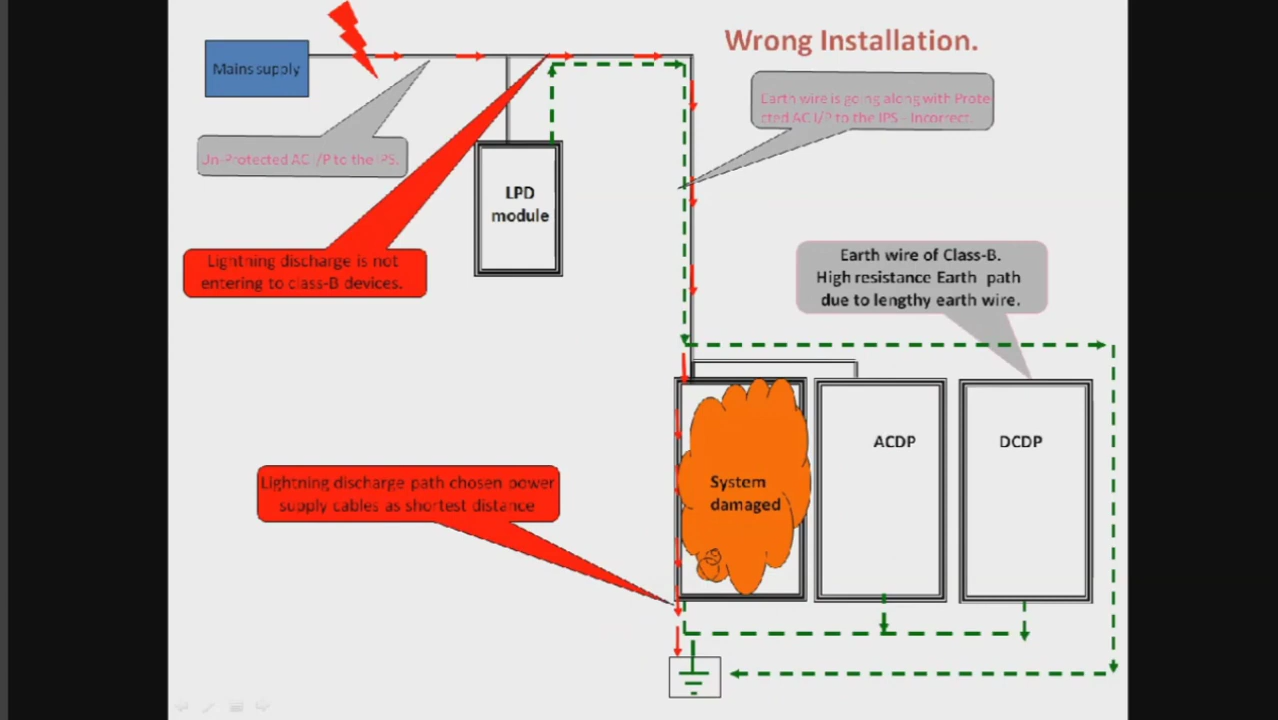 Wrong Installation.
Mains supply
Earth wire is going along with Prote
cted AC I/P to the IPS - Incorrect.
Un-Protected AC I/P to the IPS.
LPD
module
Lightning discharge is not
entering to class-B devices.
Earth wire of Class-B.
High resistance Earth path
due to lengthy earth wire.
System
damaged
ACDP
DCDP
Lightning discharge path chosen power
supply cables as shortest distance